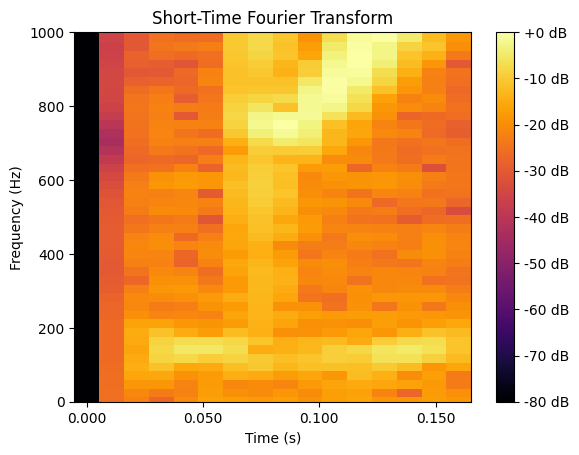 Short-Time Fourier Transform
1000
800
600
400
200
0
Frequency (Hz)
0.000
0.050
0.100
0.150
Time (s)
+0 dB
-10 dB
-20 dB
-30 dB
-40 dB
-50 dB
-60 dB
-70 dB
-80 dB